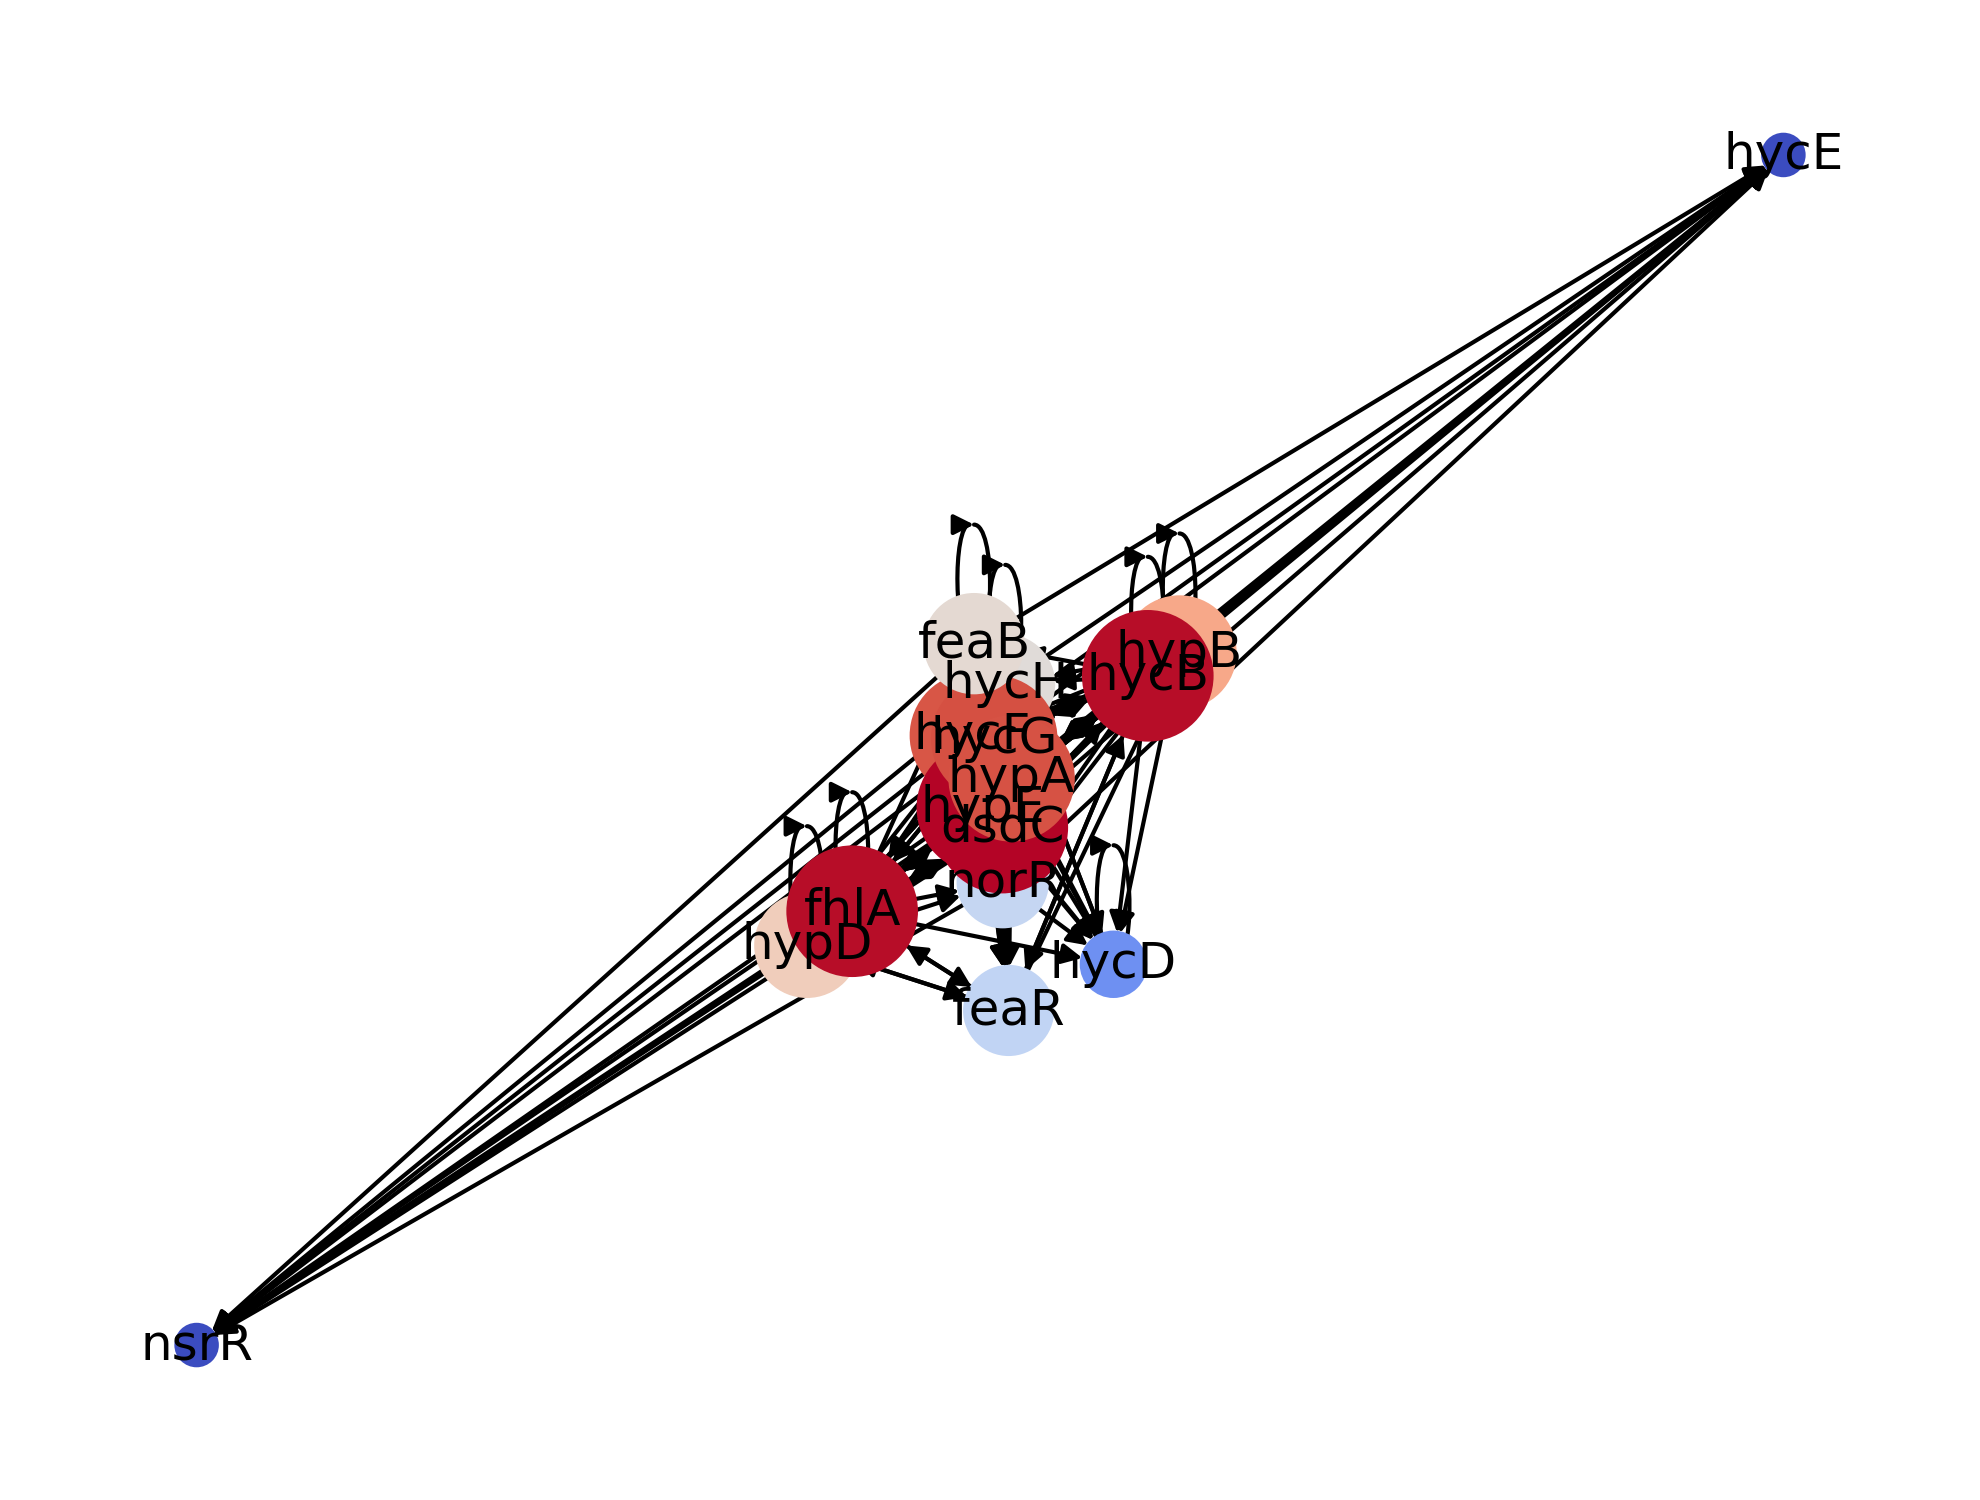 hycE
feaB
hypB
hycB
hycH
hycF
hycG
hypA
hypE
dsdC
norR
fhlA
hypD
hycD
feaR
nsrR